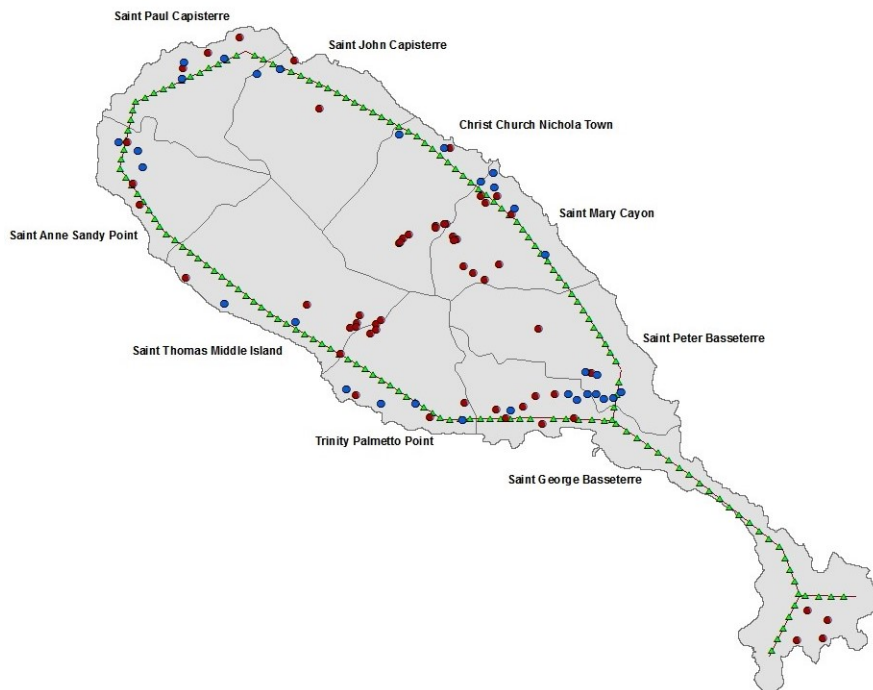 Saint Paul Capisterre
Saint John Capisterre
Christ Church Nichola Town
Saint Mary Cayon
Saint Anne Sandy Point
Saint Peter Basseterre
Saint Thomas Middle Island
Trinity Palmetto Point
Saint George Basseterre